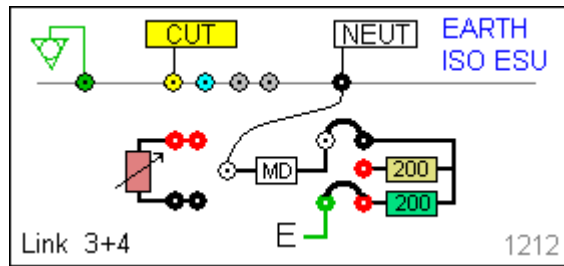 CUT
NEUT
EARTH
ISO ESU
MD
200
200
E
Link 3+4
1212